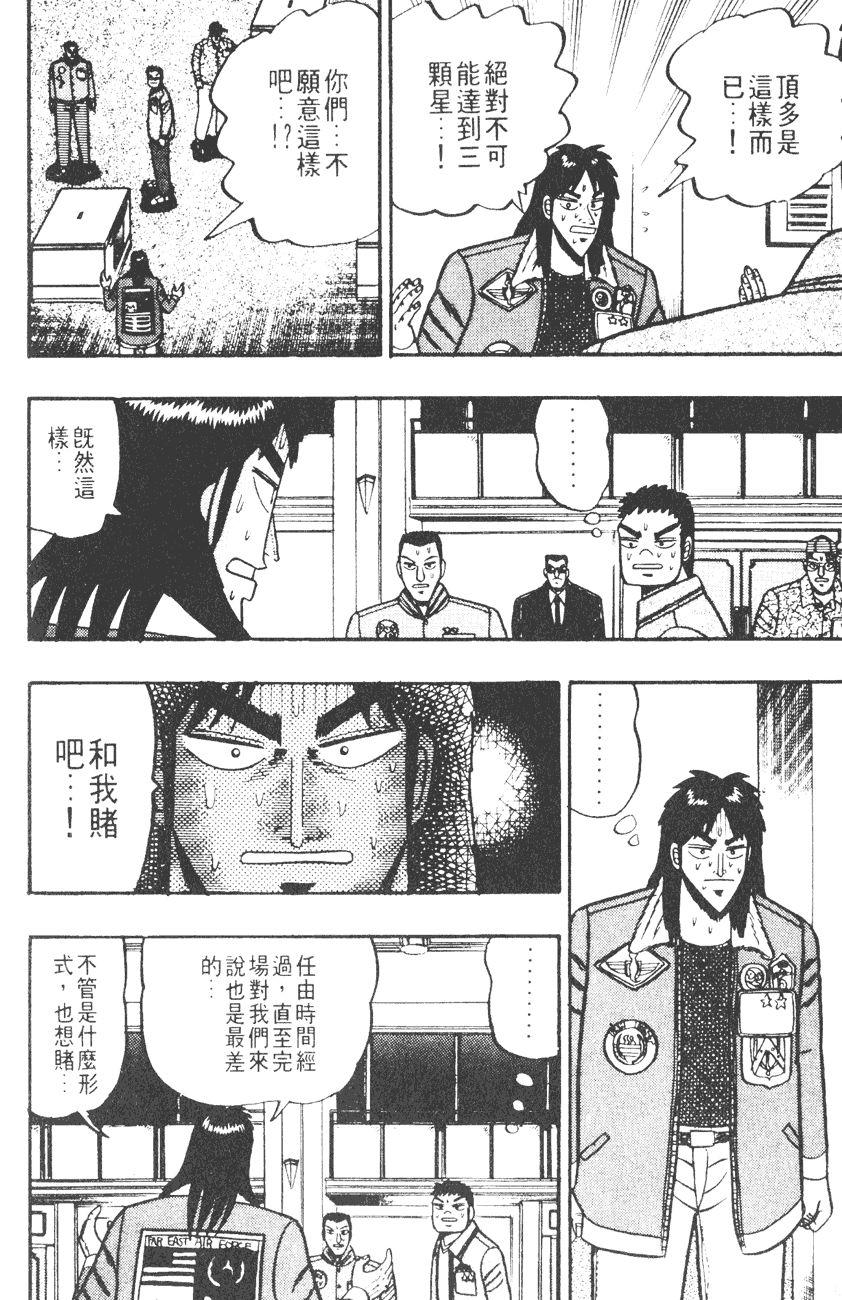 頂多是
這樣而
已…！
絕對不可
能達到三
顆星…！
你們…不
願意這樣
吧…!?
………
既然這
樣…
………
和我賭
吧…！
………
任由時間經
過，直至完
場對我們來
說也是最差
的…
不管是什麼形
式，也想賭…
FAR EAST AIR FORCE